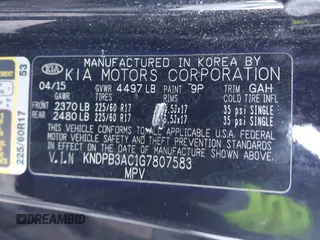 MANUFACTURED IN KOREA BY
KIA KIA MOTORS CORPORATION
04/15 GVWR 4497 LB PAINT 9P TRIM GAH
GAWR TIRES RIMS COLD TIRE INFL
FRONT 2370 LB 225/60 R17 .5Jx17 35 psi SINGLE
REAR 2480 LB 225/60 R17 .5Jx17 35 psi SINGLE
THIS VEHICLE CONFORMS TO ALL APPLICABLE
U.S.A. FEDERAL MOTOR VEHICLE SAFETY AND
THEFT PREVENTION STANDARDS IN EFFECT ON
THE DATE OF MANUFACTURE SHOWN ABOVE.
V.I.N KNDPB3AC1G7807583
MPV
53
225/60R17
DREAMBID